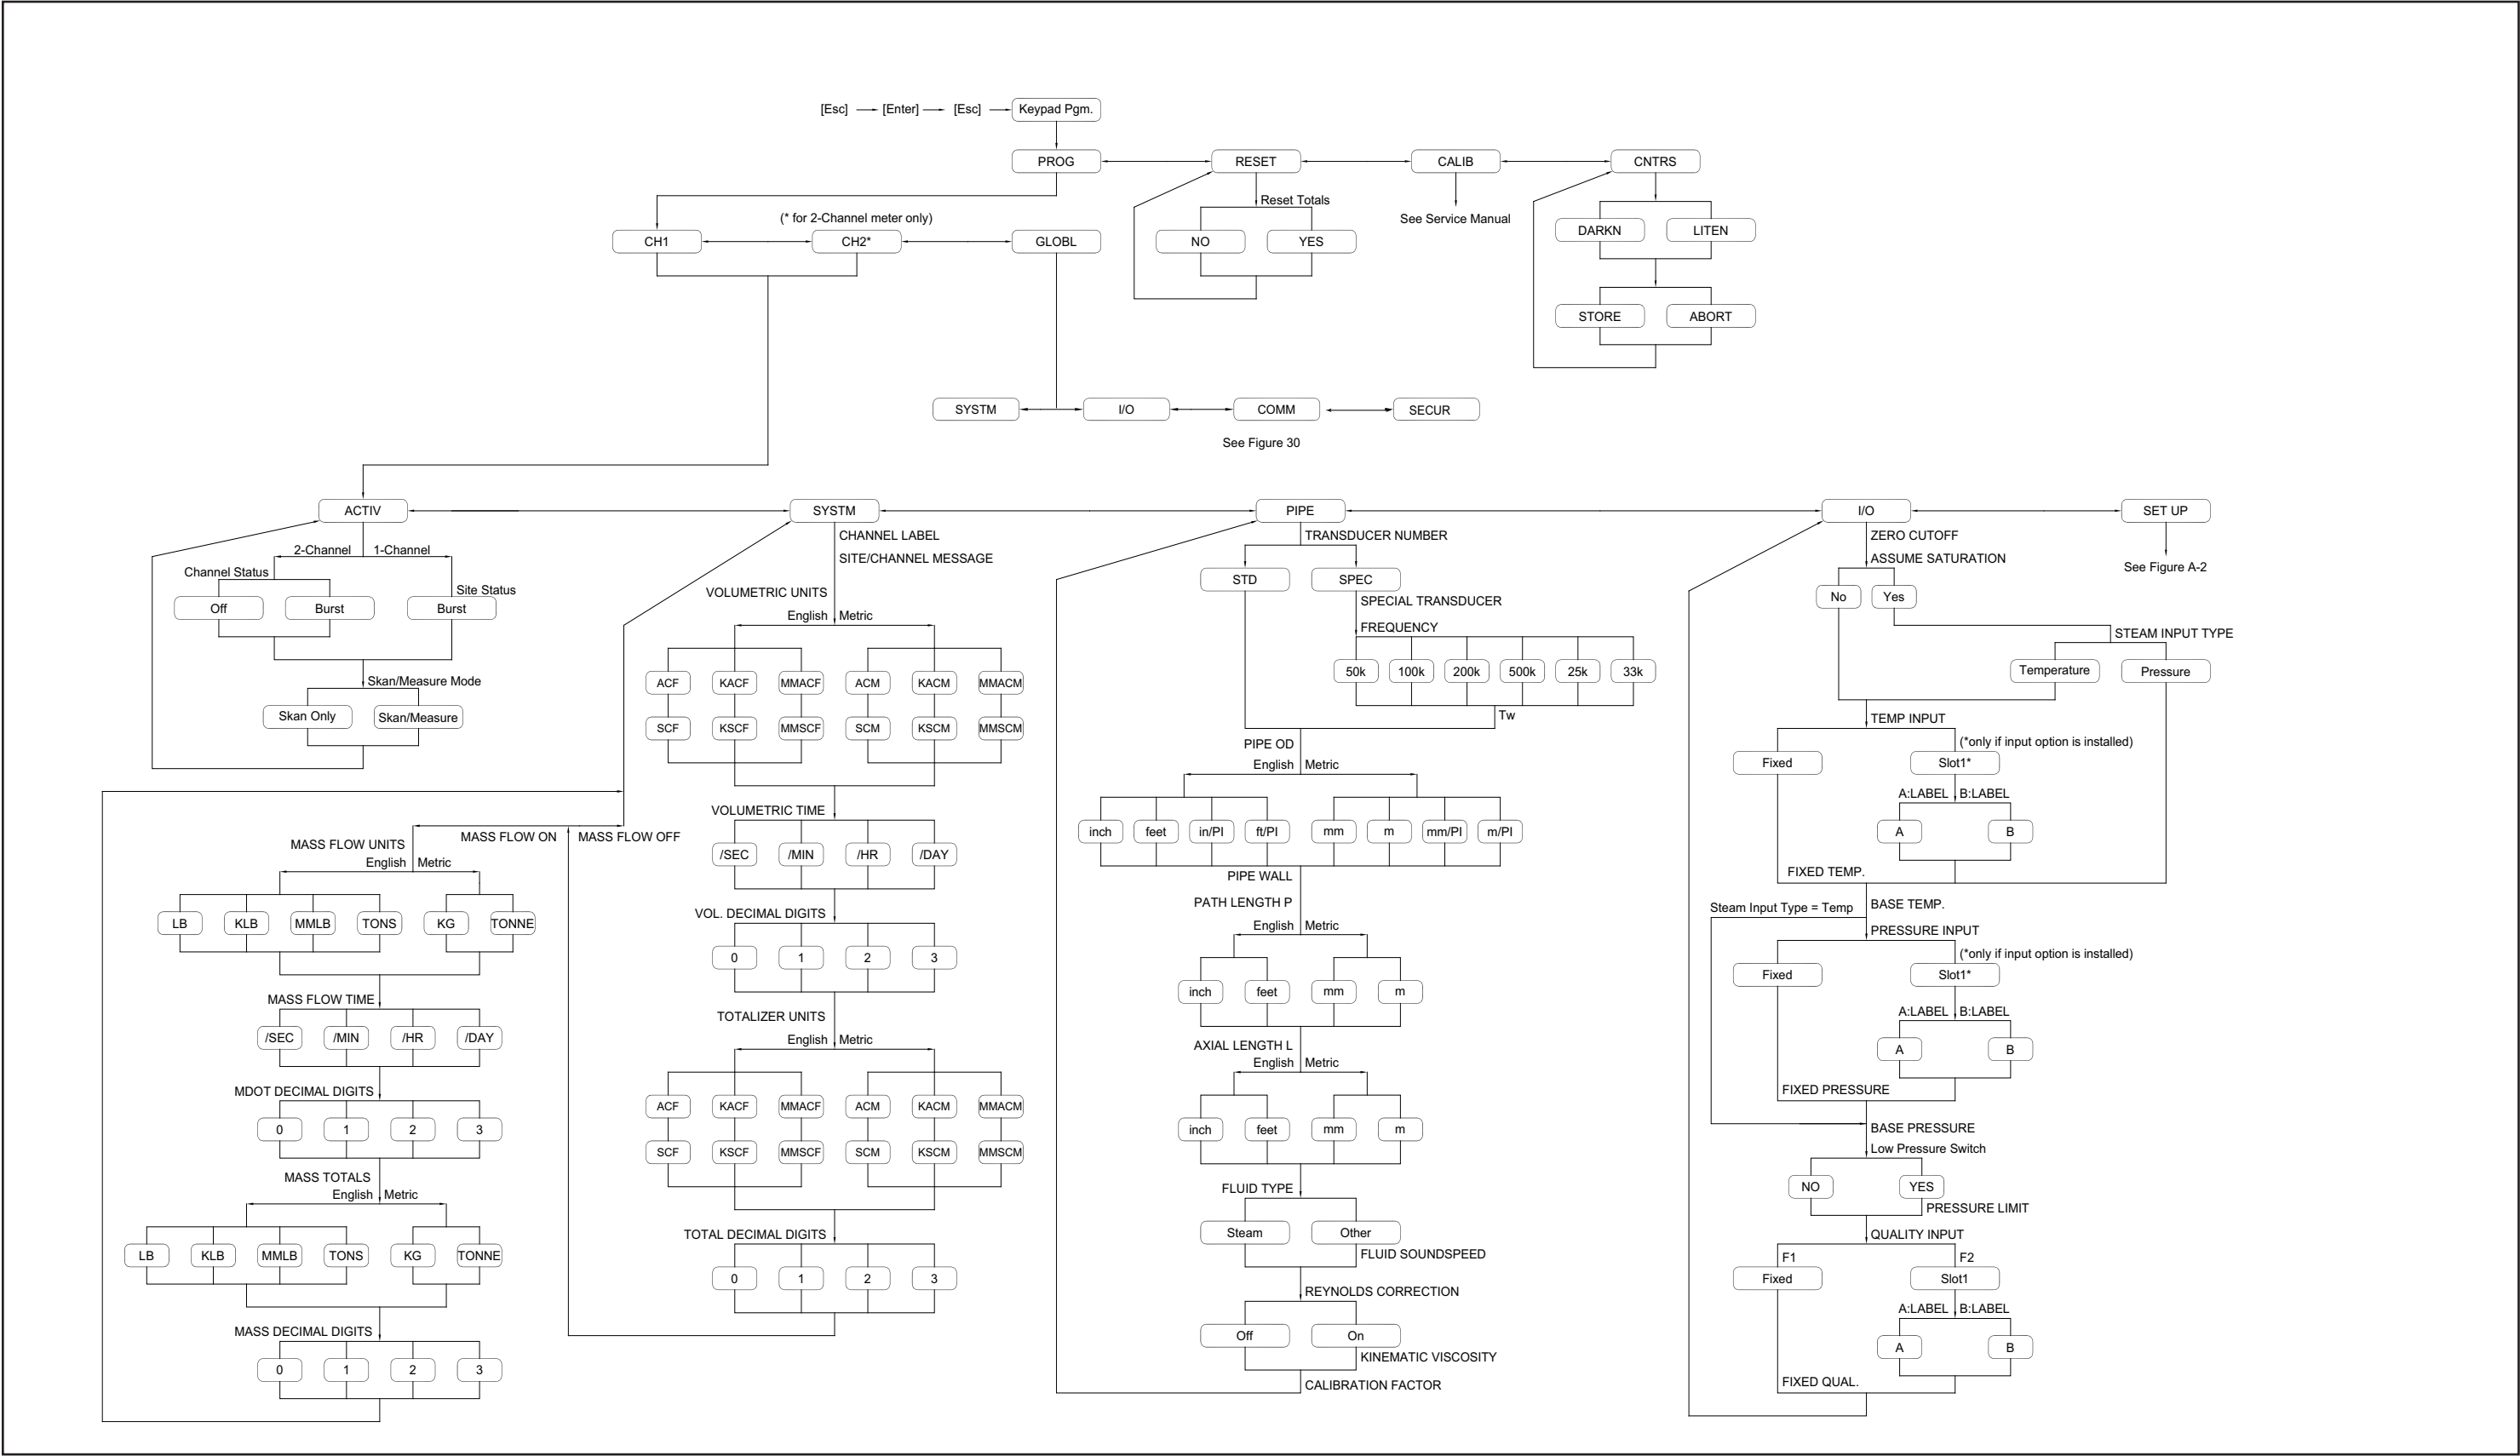 [Esc] [Enter] [Esc] Keypad Pgm.
PROG RESET CALIB CNTRS
Reset Totals
See Service Manual
(* for 2-Channel meter only)
CH1 CH2* GLOBL
NO YES
DARKN LITEN
STORE ABORT
SYSTM I/O COMM SECUR
See Figure 30
ACTIV SYSTM PIPE I/O SET UP
See Figure A-2
2-Channel 1-Channel
Channel Status
Site Status
Off Burst Burst
Skan/Measure Mode
Skan Only Skan/Measure
MASS FLOW ON MASS FLOW OFF
MASS FLOW UNITS
English Metric
LB KLB MMLB TONS KG TONNE
MASS FLOW TIME
/SEC /MIN /HR /DAY
MDOT DECIMAL DIGITS
0 1 2 3
MASS TOTALS
English Metric
LB KLB MMLB TONS KG TONNE
MASS DECIMAL DIGITS
0 1 2 3
CHANNEL LABEL
SITE/CHANNEL MESSAGE
VOLUMETRIC UNITS
English Metric
ACF KACF MMACF ACM KACM MMACM
SCF KSCF MMSCF SCM KSCM MMSCM
VOLUMETRIC TIME
/SEC /MIN /HR /DAY
VOL. DECIMAL DIGITS
0 1 2 3
TOTALIZER UNITS
English Metric
ACF KACF MMACF ACM KACM MMACM
SCF KSCF MMSCF SCM KSCM MMSCM
TOTAL DECIMAL DIGITS
0 1 2 3
TRANSDUCER NUMBER
STD SPEC
SPECIAL TRANSDUCER
FREQUENCY
50k 100k 200k 500k 25k 33k
Tw
PIPE OD
English Metric
inch feet in/PI ft/PI mm m mm/PI m/PI
PIPE WALL
PATH LENGTH P
English Metric
inch feet mm m
AXIAL LENGTH L
English Metric
inch feet mm m
FLUID TYPE
Steam Other
FLUID SOUNDSPEED
REYNOLDS CORRECTION
Off On
KINEMATIC VISCOSITY
CALIBRATION FACTOR
ZERO CUTOFF
ASSUME SATURATION
No Yes
STEAM INPUT TYPE
Temperature Pressure
TEMP INPUT
(*only if input option is installed)
Fixed Slot1*
A:LABEL B:LABEL
A B
FIXED TEMP.
BASE TEMP.
Steam Input Type = Temp
PRESSURE INPUT
(*only if input option is installed)
Fixed Slot1*
A:LABEL B:LABEL
A B
FIXED PRESSURE
BASE PRESSURE
Low Pressure Switch
NO YES
PRESSURE LIMIT
QUALITY INPUT
F1 F2
Fixed Slot1
A:LABEL B:LABEL
A B
FIXED QUAL.